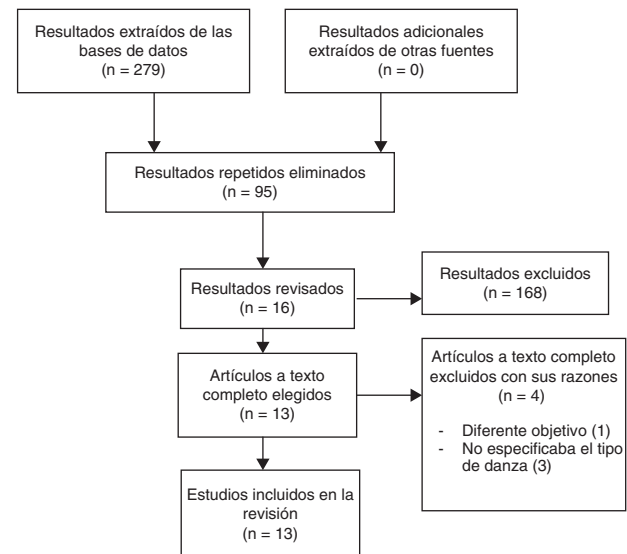 Resultados extraídos de las
bases de datos
(n = 279)
Resultados adicionales
extraídos de otras fuentes
(n = 0)
Resultados repetidos eliminados
(n = 95)
Resultados revisados
(n = 16)
Resultados excluidos
(n = 168)
Artículos a texto
completo elegidos
(n = 13)
Artículos a texto completo
excluidos con sus razones
(n = 4)
- Diferente objetivo (1)
- No especificaba el tipo
de danza (3)
Estudios incluidos en la
revisión
(n = 13)